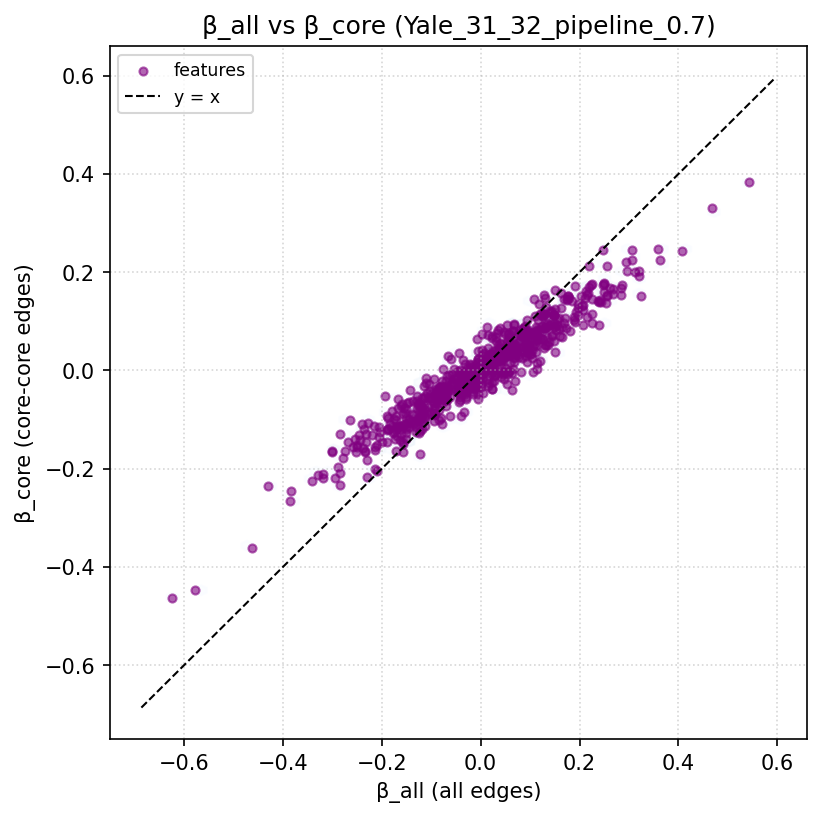 β_all vs β_core (Yale_31_32_pipeline_0.7)
features
y = x
β_core (core-core edges)
0.6
0.4
0.2
0.0
−0.2
−0.4
−0.6
−0.6
−0.4
−0.2
0.0
0.2
0.4
0.6
β_all (all edges)